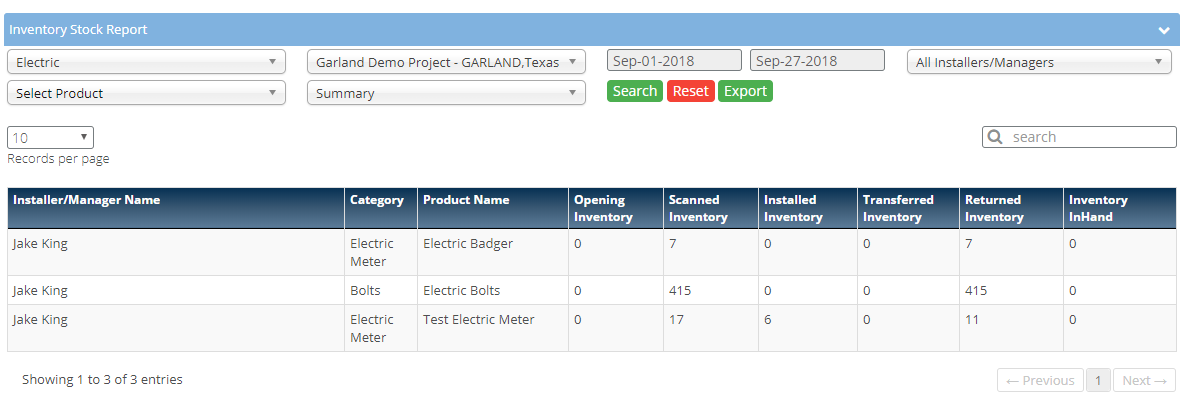 Inventory Stock Report
Electric Garland Demo Project - GARLAND,Texas Sep-01-2018 Sep-27-2018 All Installers/Managers
Select Product Summary Search Reset Export
10 search
Records per page
Installer/Manager Name Category Product Name Opening Inventory Scanned Inventory Installed Inventory Transferred Inventory Returned Inventory Inventory InHand
Jake King Electric Meter Electric Badger 0 7 0 0 7 0
Jake King Bolts Electric Bolts 0 415 0 0 415 0
Jake King Electric Meter Test Electric Meter 0 17 6 0 11 0
Showing 1 to 3 of 3 entries ← Previous 1 Next →